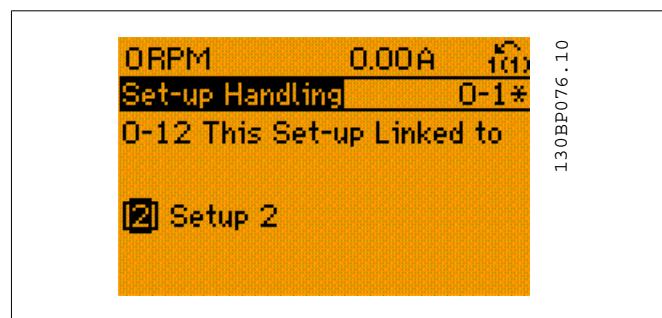 0RPM 0.00A 1(1)
Set-up Handling 0-1*
0-12 This Set-up Linked to
[2] Setup 2
130BP076.10